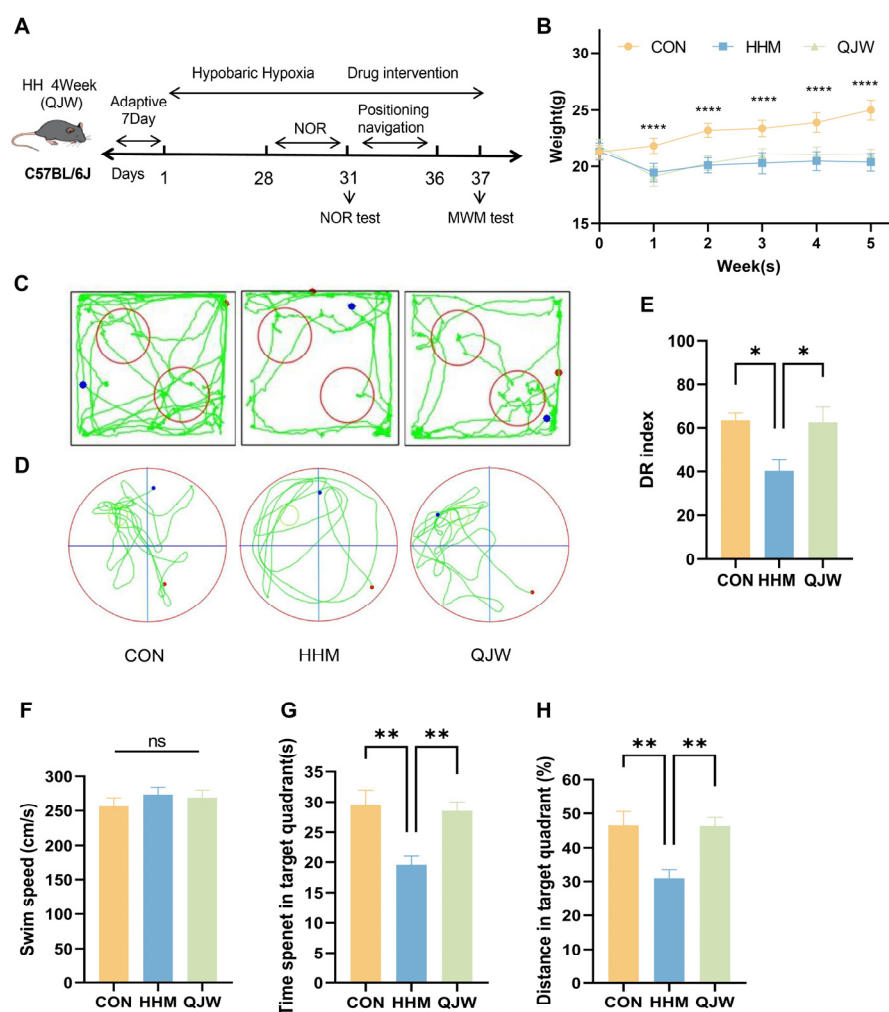 A
HH 4Week
(QJW)
C57BL/6J
Adaptive
7Day
Hypobaric Hypoxia
Drug intervention
NOR
Positioning
navigation
Days
1
28
31
36
37
NOR test
MWM test
B
CON
HHM
QJW
Weight(g)
30
25
20
15
**** **** **** **** ****
0 1 2 3 4 5
Week(s)
C
D
CON
HHM
QJW
E
DR index
100
80
60
40
20
0
* *
CON HHM QJW
F
Swim speed (cm/s)
300
250
200
150
100
50
0
ns
CON HHM QJW
G
Time spenet in target quadrant(s)
35
30
25
20
15
10
5
0
** **
CON HHM QJW
H
Distance in target quadrant (%)
60
50
40
30
20
10
0
** **
CON HHM QJW